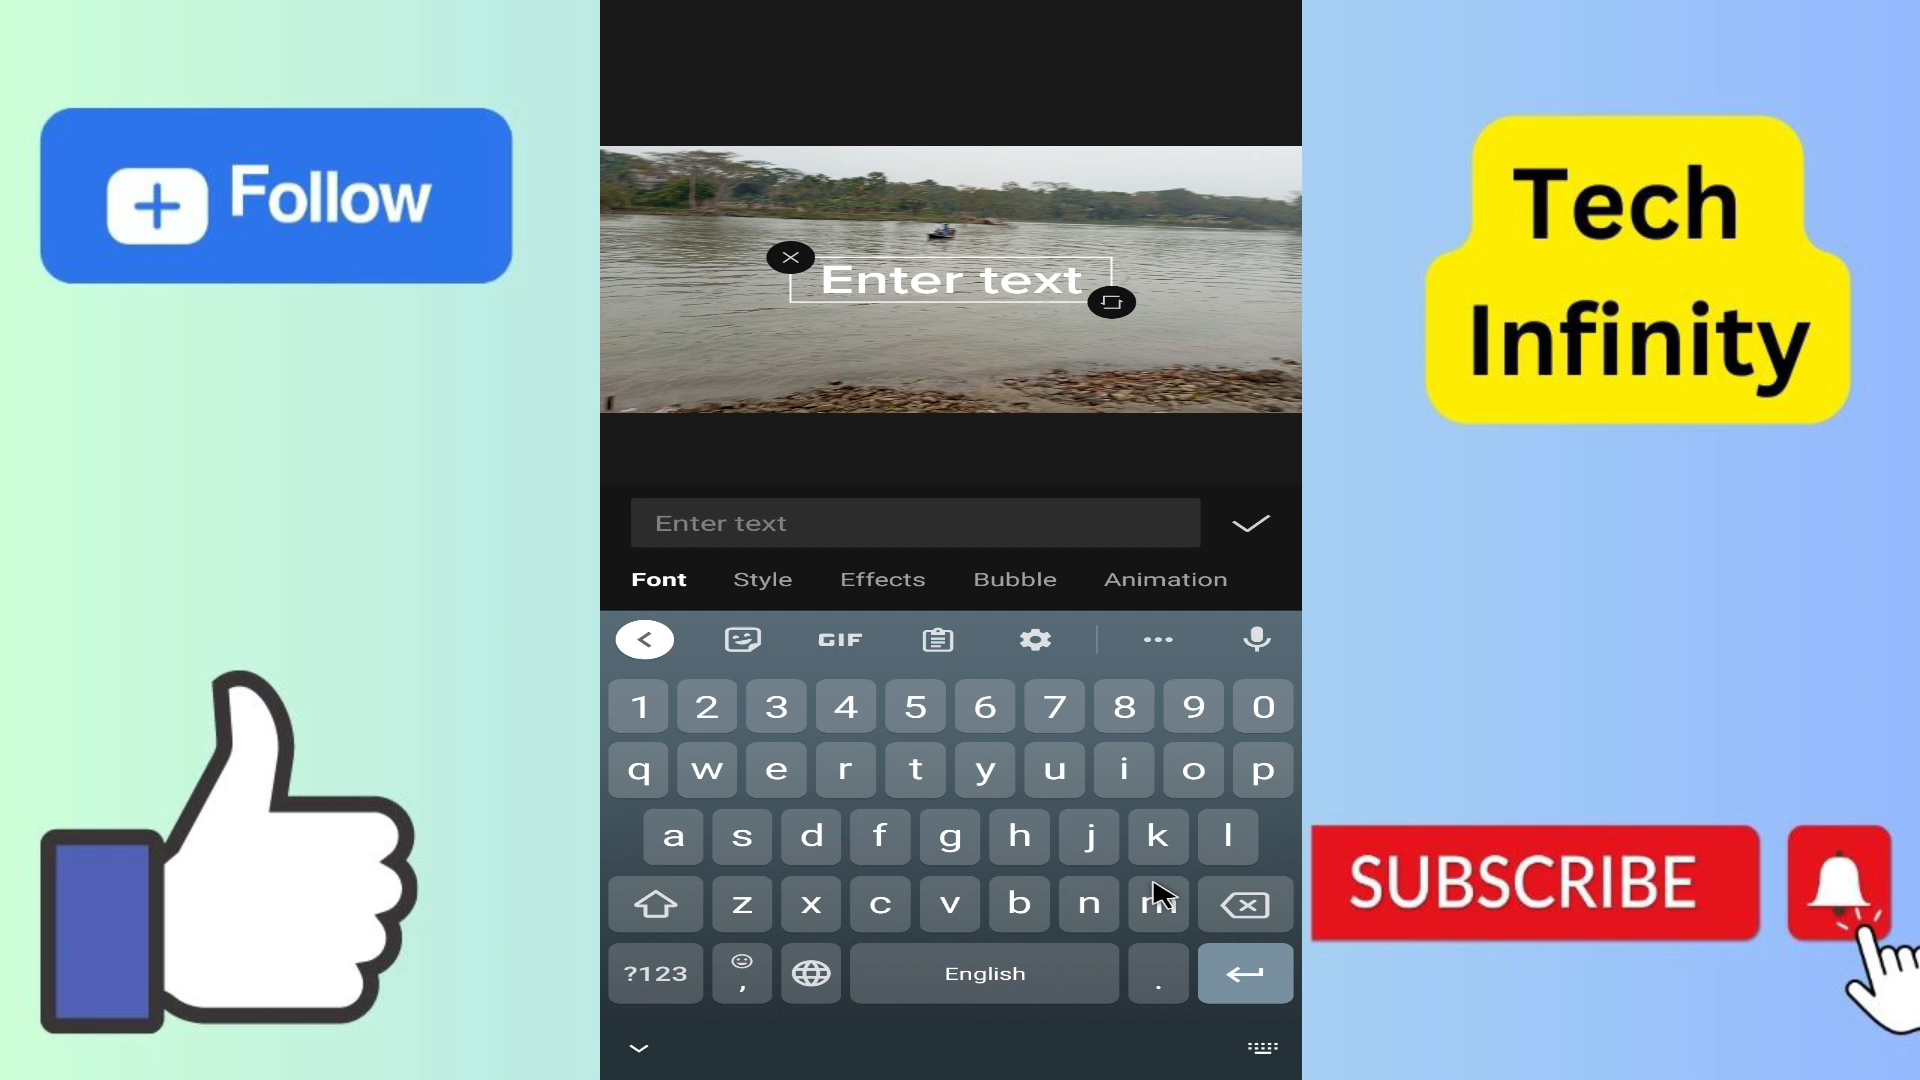 Follow
Tech
Infinity
Enter text
Enter text
Font Style Effects Bubble Animation
GIF
1 2 3 4 5 6 7 8 9 0
q w e r t y u i o p
a s d f g h j k l
z x c v b n m
?123 , English .
SUBSCRIBE